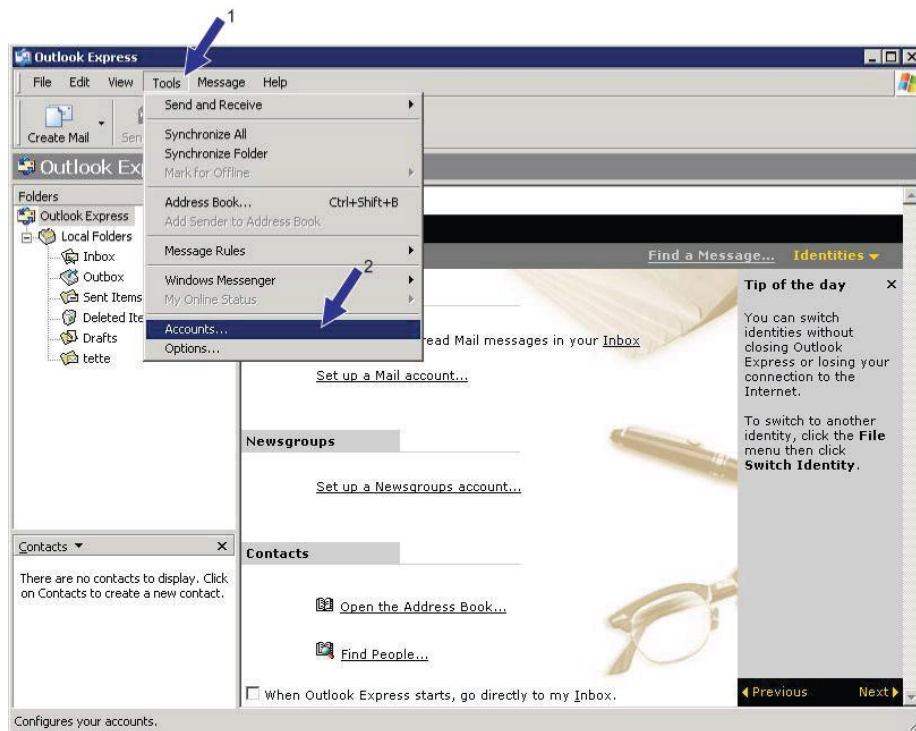 1
Outlook Express
File Edit View Tools Message Help
Create Mail Sen
Send and Receive
Synchronize All
Synchronize Folder
Mark for Offline
Address Book... Ctrl+Shift+B
Add Sender to Address Book
Message Rules
Windows Messenger
2
My Online Status
Accounts...
Options...
Outlook Ex
Folders
Outlook Express
Local Folders
Inbox
Outbox
Sent Items
Deleted Ite
Drafts
tette
Contacts
There are no contacts to display. Click
on Contacts to create a new contact.
Find a Message... Identities
read Mail messages in your Inbox
Set up a Mail account...
Newsgroups
Set up a Newsgroups account...
Contacts
Open the Address Book...
Find People...
When Outlook Express starts, go directly to my Inbox.
Tip of the day
You can switch
identities without
closing Outlook
Express or losing your
connection to the
Internet.
To switch to another
identity, click the File
menu then click
Switch Identity.
Previous Next
Configures your accounts.